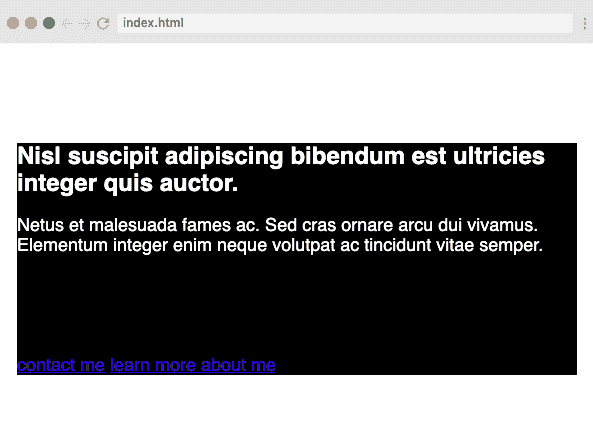 index.html
Nisl suscipit adipiscing bibendum est ultricies
integer quis auctor.
Netus et malesuada fames ac. Sed cras ornare arcu dui vivamus.
Elementum integer enim neque volutpat ac tincidunt vitae semper.
contact me learn more about me